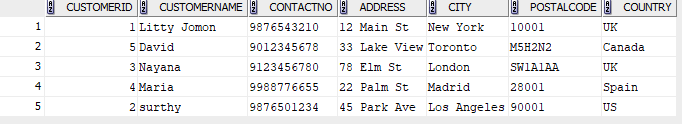 CUSTOMERID CUSTOMERNAME CONTACTNO ADDRESS CITY POSTALCODE COUNTRY
1 1 Litty Jomon 9876543210 12 Main St New York 10001 UK
2 5 David 9012345678 33 Lake View Toronto M5H2N2 Canada
3 3 Nayana 9123456780 78 Elm St London SW1A1AA UK
4 4 Maria 9988776655 22 Palm St Madrid 28001 Spain
5 2 surthy 9876501234 45 Park Ave Los Angeles 90001 US